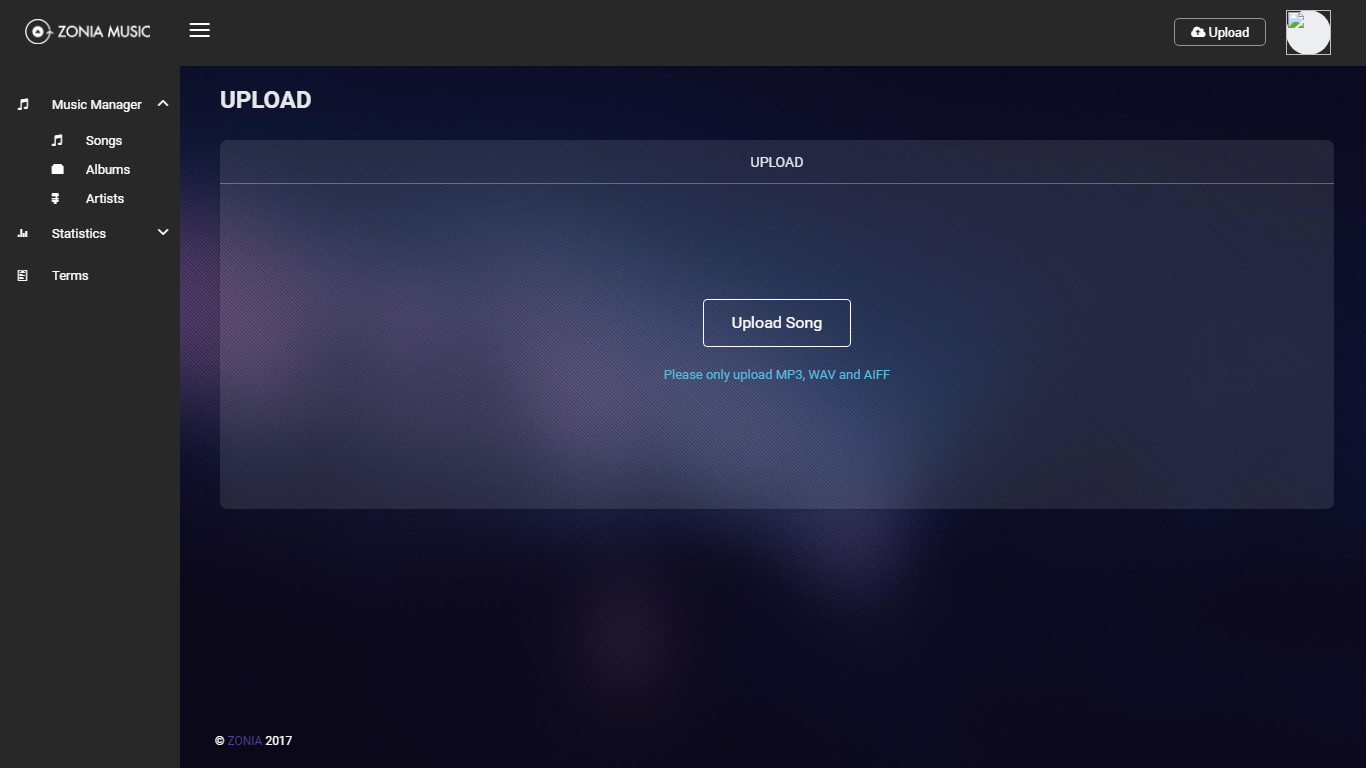 ZONIA MUSIC
Upload
Music Manager
Songs
Albums
Artists
Statistics
Terms
UPLOAD
UPLOAD
Upload Song
Please only upload MP3, WAV and AIFF
© ZONIA 2017